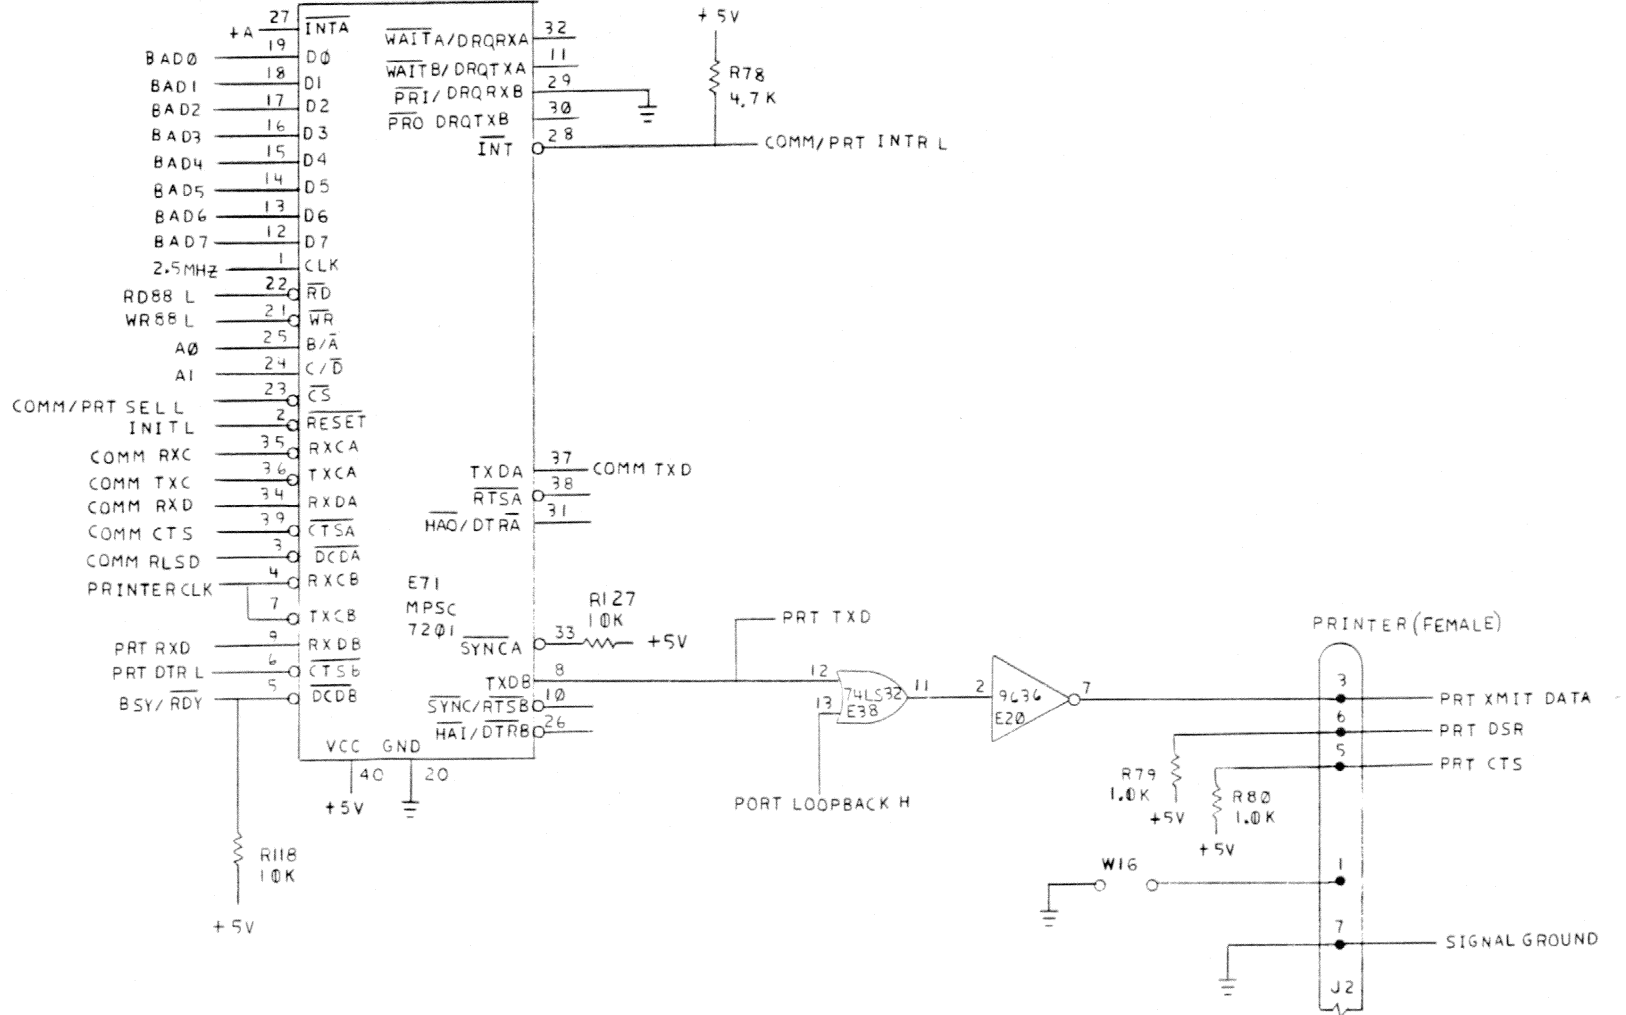 +A 27 INTA
BADØ 19 DØ
BAD1 18 D1
BAD2 17 D2
BAD3 16 D3
BAD4 15 D4
BAD5 14 D5
BAD6 13 D6
BAD7 12 D7
2.5MHZ 1 CLK
RD88 L 22 RD
WR88 L 21 WR
AØ 25 B/A
A1 24 C/D
COMM/PRT SEL L 23 CS
INIT L 2 RESET
COMM RXC 35 RXCA
COMM TXC 36 TXCA
COMM RXD 34 RXDA
COMM CTS 39 CTSA
COMM RLSD 3 DCDA
PRINTER CLK 4 RXCB
7 TXCB
PRT RXD 9 RXDB
PRT DTR L 6 CTSB
BSY/RDY 5 DCDB
R118
10K
+5V
VCC GND
40 20
+5V
E71
MPSC
7201
WAITA/DRQRXA 32
WAITB/DRQTXA 11
PRI/DRQRXB 29
PRO DRQTXB 30
INT 28
+5V
R78
4.7K
COMM/PRT INTR L
TXDA 37 COMM TXD
RTSA 38
HAO/DTRA 31
SYNCA 33
R127
10K
+5V
TXDB 8
PRT TXD
SYNC/RTSB 10
HAI/DTRB 26
12
13
74LS32
E38
11
PORT LOOPBACK H
2
9636
E20
7
PRINTER (FEMALE)
3 PRT XMIT DATA
6 PRT DSR
5 PRT CTS
R79
1.0K
+5V
R80
1.0K
+5V
W16
1
7 SIGNAL GROUND
J2